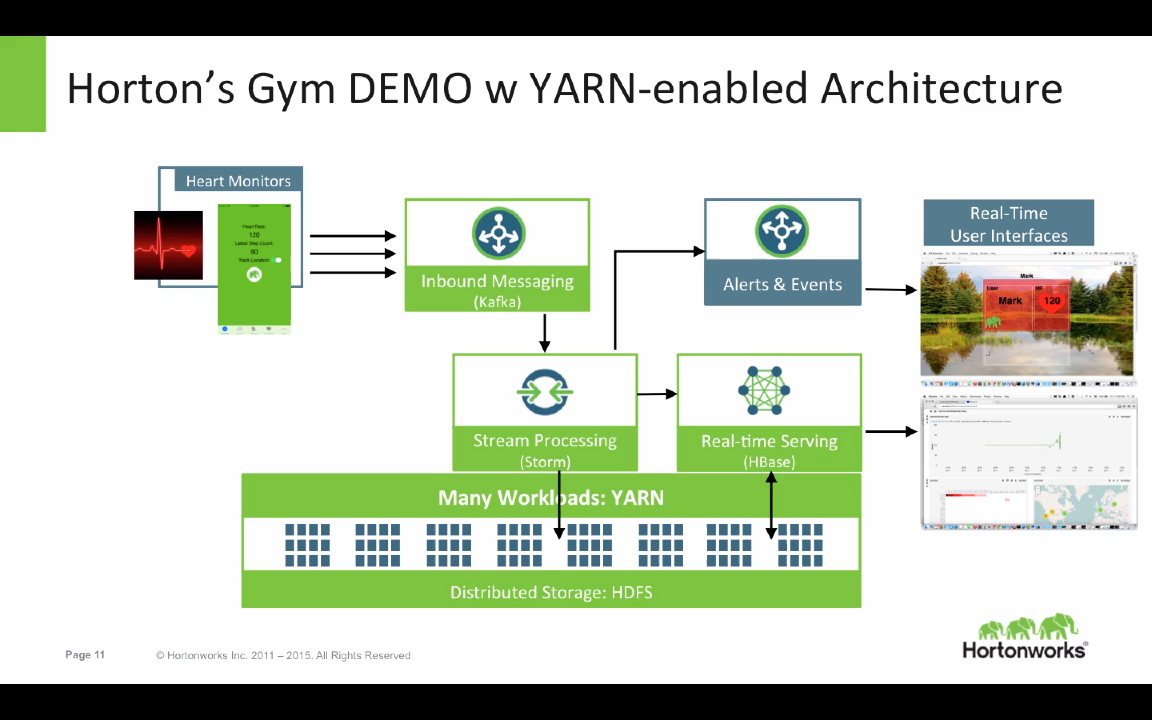 Horton's Gym DEMO w YARN-enabled Architecture
Heart Monitors
Heart Rate:
120
Latest Step Count:
90
Track Location:
Inbound Messaging
(Kafka)
Alerts & Events
Real-Time
User Interfaces
Mark
User
HR
Mark
120
Stream Processing
(Storm)
Real-time Serving
(HBase)
Many Workloads: YARN
Distributed Storage: HDFS
Page 11
© Hortonworks Inc. 2011 – 2015. All Rights Reserved
Hortonworks